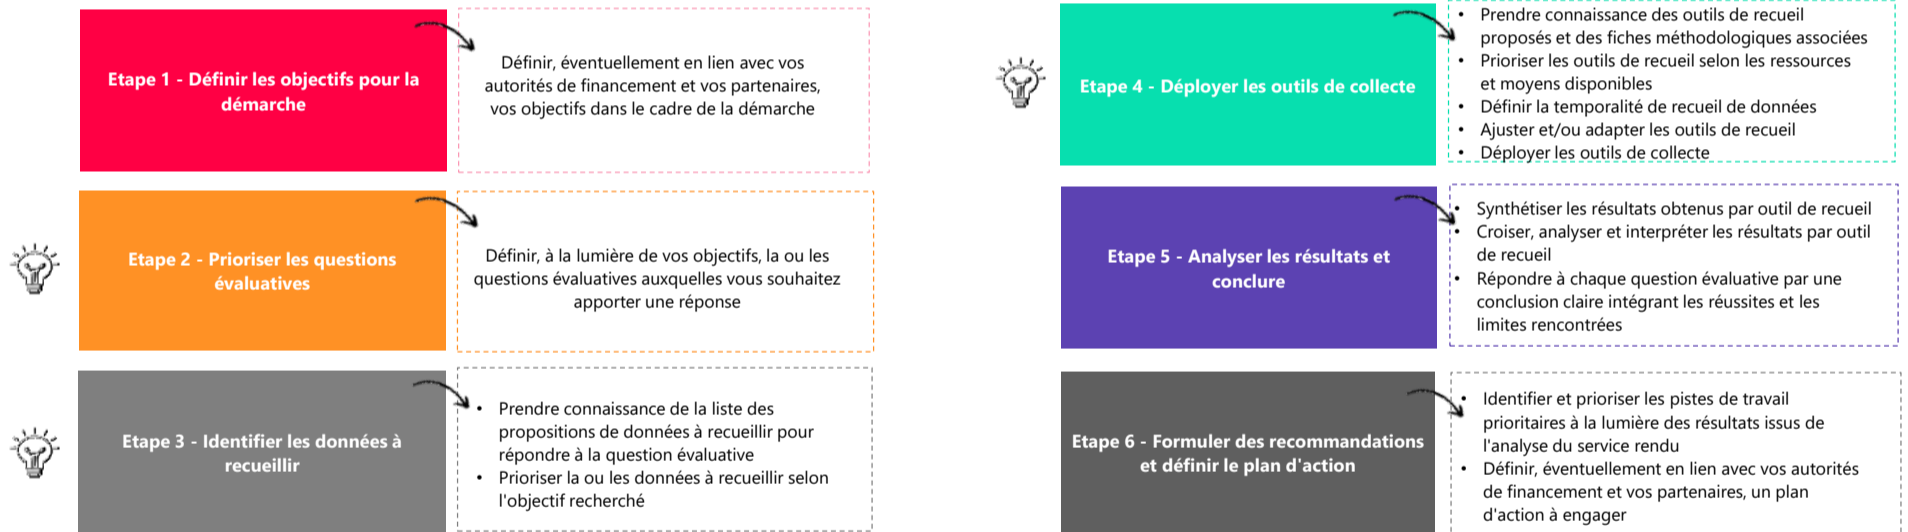 Etape 1 - Définir les objectifs pour la
démarche
Définir, éventuellement en lien avec vos
autorités de financement et vos partenaires,
vos objectifs dans le cadre de la démarche
Etape 2 - Prioriser les questions
évaluatives
Définir, à la lumière de vos objectifs, la ou les
questions évaluatives auxquelles vous souhaitez
apporter une réponse
Etape 3 - Identifier les données à
recueillir
• Prendre connaissance de la liste des
propositions de données à recueillir pour
répondre à la question évaluative
• Prioriser la ou les données à recueillir selon
l'objectif recherché
Etape 4 - Déployer les outils de collecte
• Prendre connaissance des outils de recueil
proposés et des fiches méthodologiques associées
• Prioriser les outils de recueil selon les ressources
et moyens disponibles
• Définir la temporalité de recueil de données
• Ajuster et/ou adapter les outils de recueil
• Déployer les outils de collecte
Etape 5 - Analyser les résultats et
conclure
• Synthétiser les résultats obtenus par outil de recueil
• Croiser, analyser et interpréter les résultats par outil
de recueil
• Répondre à chaque question évaluative par une
conclusion claire intégrant les réussites et les
limites rencontrées
Etape 6 - Formuler des recommandations
et définir le plan d'action
• Identifier et prioriser les pistes de travail
prioritaires à la lumière des résultats issus de
l'analyse du service rendu
• Définir, éventuellement en lien avec vos autorités
de financement et vos partenaires, un plan
d'action à engager